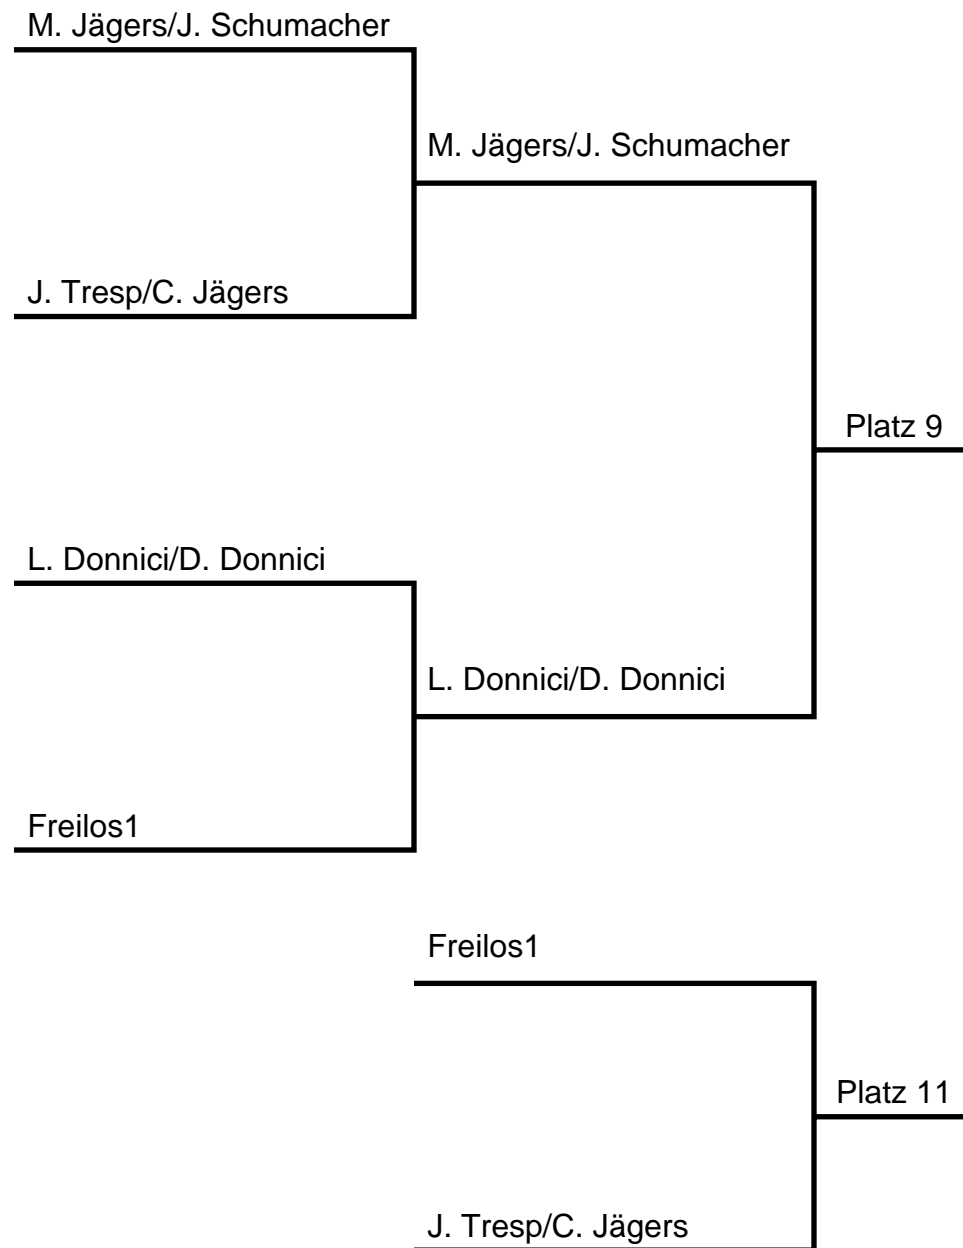 M. Jägers/J. Schumacher
M. Jägers/J. Schumacher
J. Tresp/C. Jägers
Platz 9
L. Donnici/D. Donnici
L. Donnici/D. Donnici
Freilos1
Freilos1
Platz 11
J. Tresp/C. Jägers